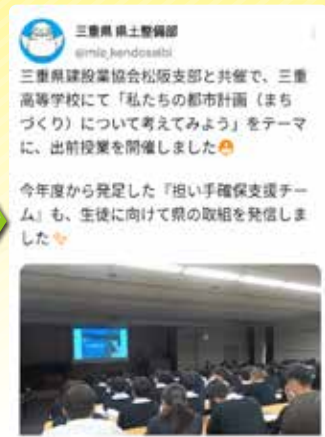 三重県 県土整備部
@mie_kendoseibi
三重県建設業協会松阪支部と共催で、三重
高等学校にて「私たちの都市計画（まち
づくり）について考えてみよう」をテーマ
に、出前授業を開催しました
今年度から発足した『担い手確保支援チー
ム』も、生徒に向けて県の取組を発信しま
した